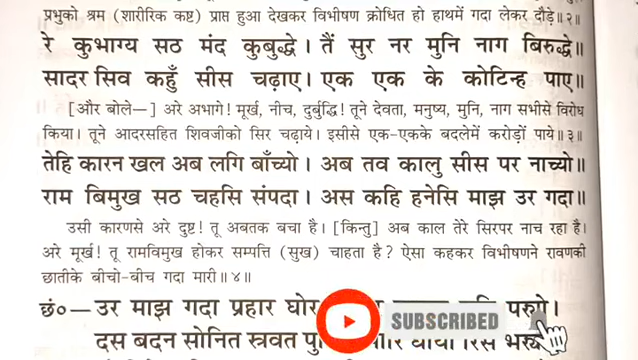 प्रभुको श्रम (शारीरिक कष्ट) प्राप्त हुआ देखकर विभीषण क्रोधित हो हाथमें गदा लेकर दौड़े॥२॥
रे कुभाग्य सठ मंद कुबुद्धे। तैं सुर नर मुनि नाग बिरुद्धे॥
सादर सिव कहुँ सीस चढ़ाए। एक एक के कोटिन्ह पाए॥
[और बोले—] अरे अभागे! मूर्ख, नीच, दुर्बुद्धि! तूने देवता, मनुष्य, मुनि, नाग सभीसे विरोध
किया। तूने आदरसहित शिवजीको सिर चढ़ाये। इसीसे एक-एकके बदलेमें करोड़ों पाये॥३॥
तेहि कारन खल अब लगि बाँच्यो। अब तव कालु सीस पर नाच्यो॥
राम बिमुख सठ चहसि संपदा। अस कहि हनेसि माझ उर गदा॥
उसी कारणसे अरे दुष्ट! तू अबतक बचा है। [किन्तु] अब काल तेरे सिरपर नाच रहा है।
अरे मूर्ख! तू रामविमुख होकर सम्पत्ति (सुख) चाहता है? ऐसा कहकर विभीषणने रावणकी
छातीके बीचो-बीच गदा मारी॥४॥
छं०— उर माझ गदा प्रहार घोर
SUBSCRIBED
दस बदन सोनित स्त्रवत